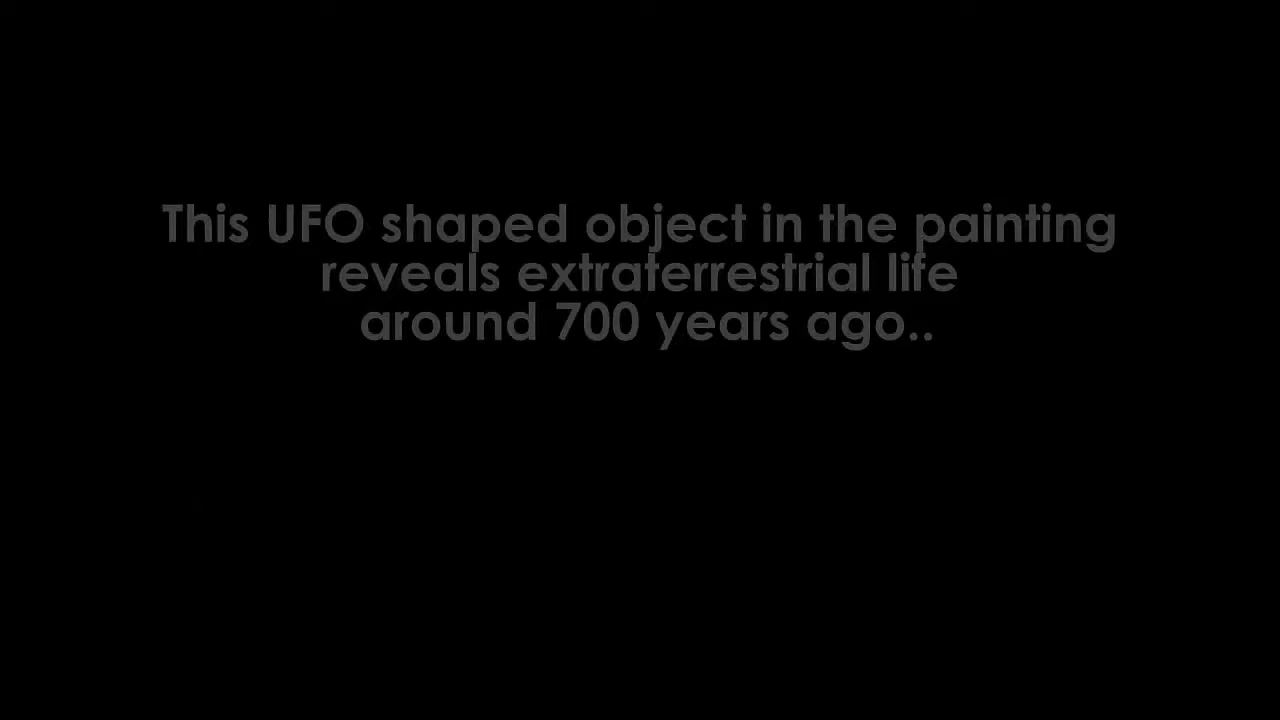 This UFO shaped object in the painting
reveals extraterrestrial life
around 700 years ago..